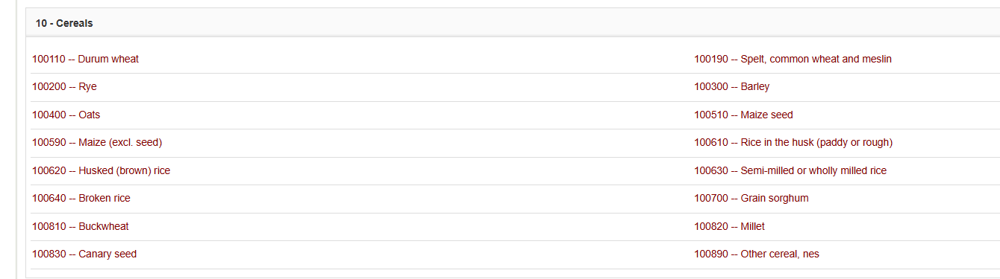 10 - Cereals
100110 -- Durum wheat
100190 -- Spelt, common wheat and meslin
100200 -- Rye
100300 -- Barley
100400 -- Oats
100510 -- Maize seed
100590 -- Maize (excl. seed)
100610 -- Rice in the husk (paddy or rough)
100620 -- Husked (brown) rice
100630 -- Semi-milled or wholly milled rice
100640 -- Broken rice
100700 -- Grain sorghum
100810 -- Buckwheat
100820 -- Millet
100830 -- Canary seed
100890 -- Other cereal, nes